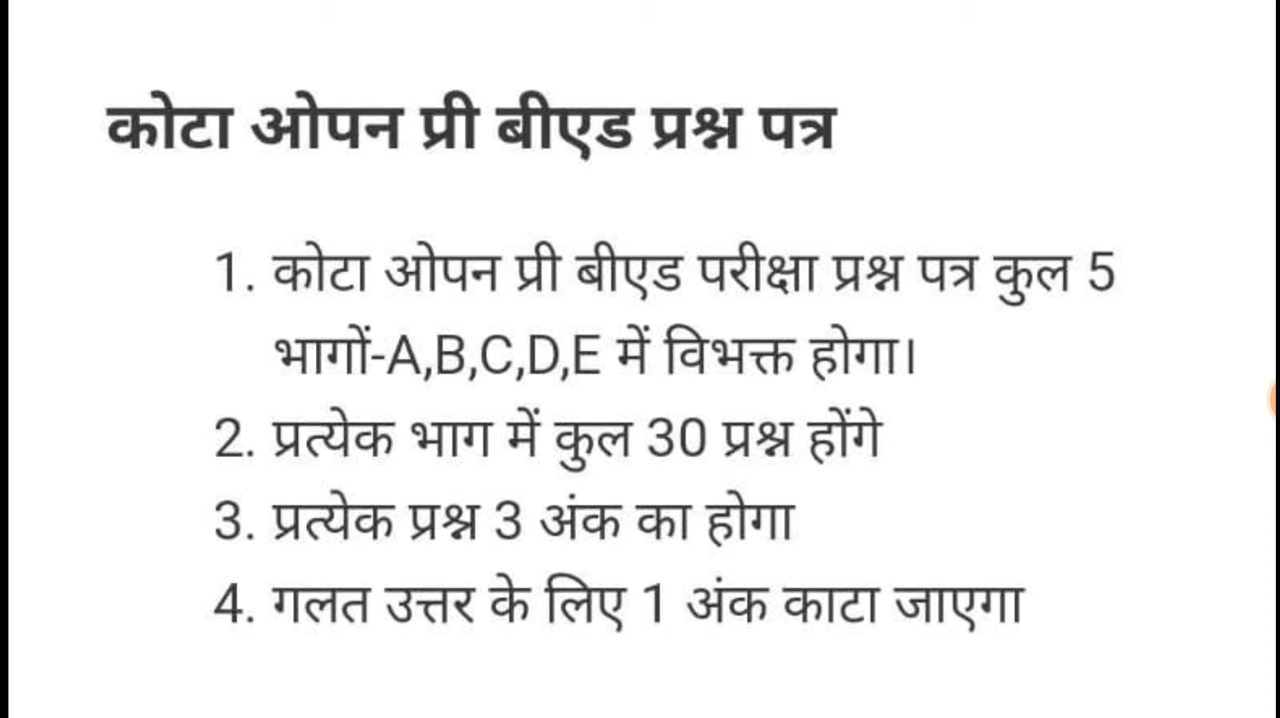 कोटा ओपन प्री बीएड प्रश्न पत्र
1. कोटा ओपन प्री बीएड परीक्षा प्रश्न पत्र कुल 5
भागों-A,B,C,D,E में विभक्त होगा।
2. प्रत्येक भाग में कुल 30 प्रश्न होंगे
3. प्रत्येक प्रश्न 3 अंक का होगा
4. गलत उत्तर के लिए 1 अंक काटा जाएगा